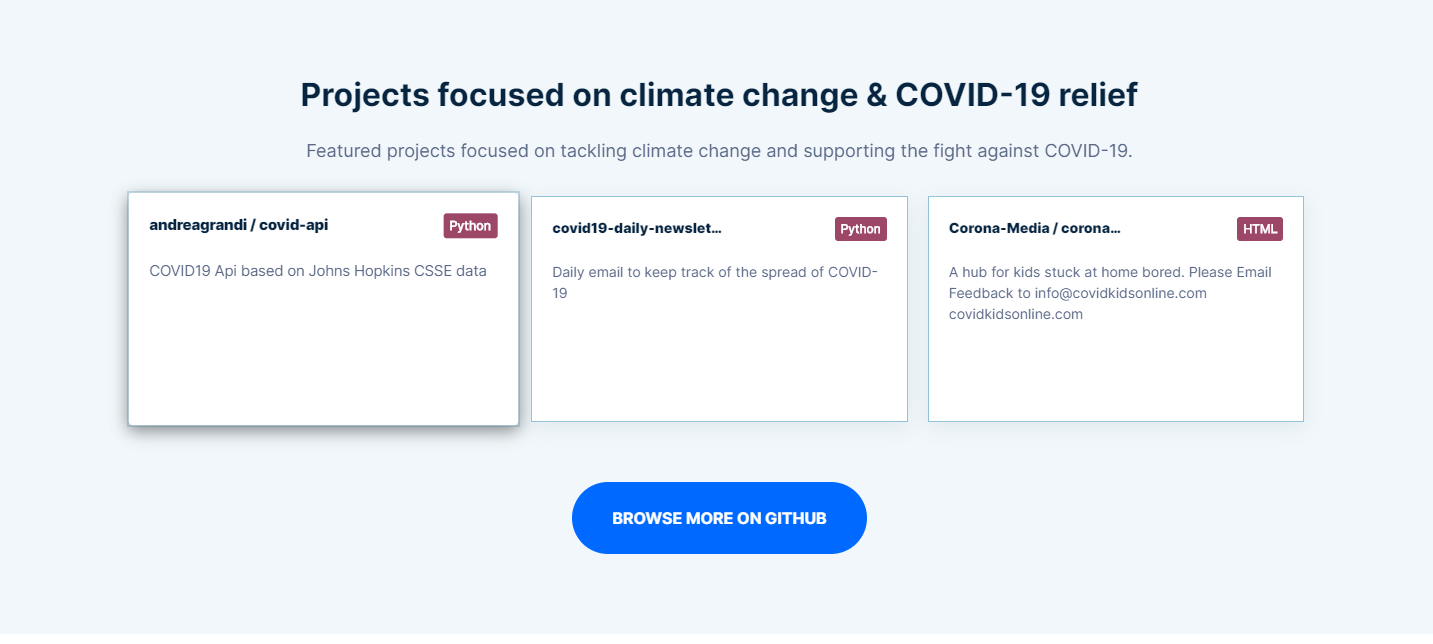 Projects focused on climate change & COVID-19 relief
Featured projects focused on tackling climate change and supporting the fight against COVID-19.
andreagrandi / covid-api
Python
COVID19 Api based on Johns Hopkins CSSE data
covid19-daily-newslet...
Python
Daily email to keep track of the spread of COVID-
19
Corona-Media / corona...
HTML
A hub for kids stuck at home bored. Please Email
Feedback to info@covidkidsonline.com
covidkidsonline.com
BROWSE MORE ON GITHUB